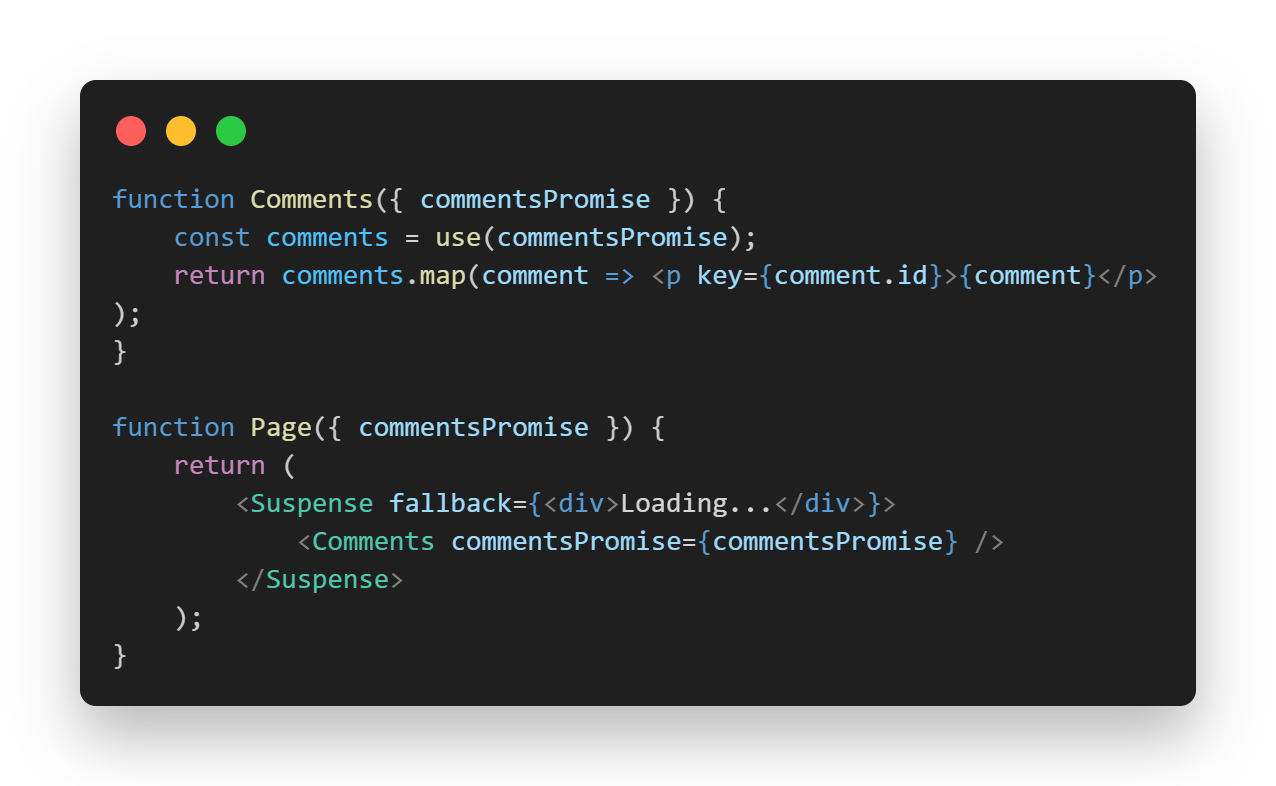 function Comments({ commentsPromise }) {
    const comments = use(commentsPromise);
    return comments.map(comment => <p key={comment.id}>{comment}</p>
);
}

function Page({ commentsPromise }) {
    return (
        <Suspense fallback={<div>Loading...</div>}>
            <Comments commentsPromise={commentsPromise} />
        </Suspense>
    );
}